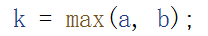 k = max(a, b);